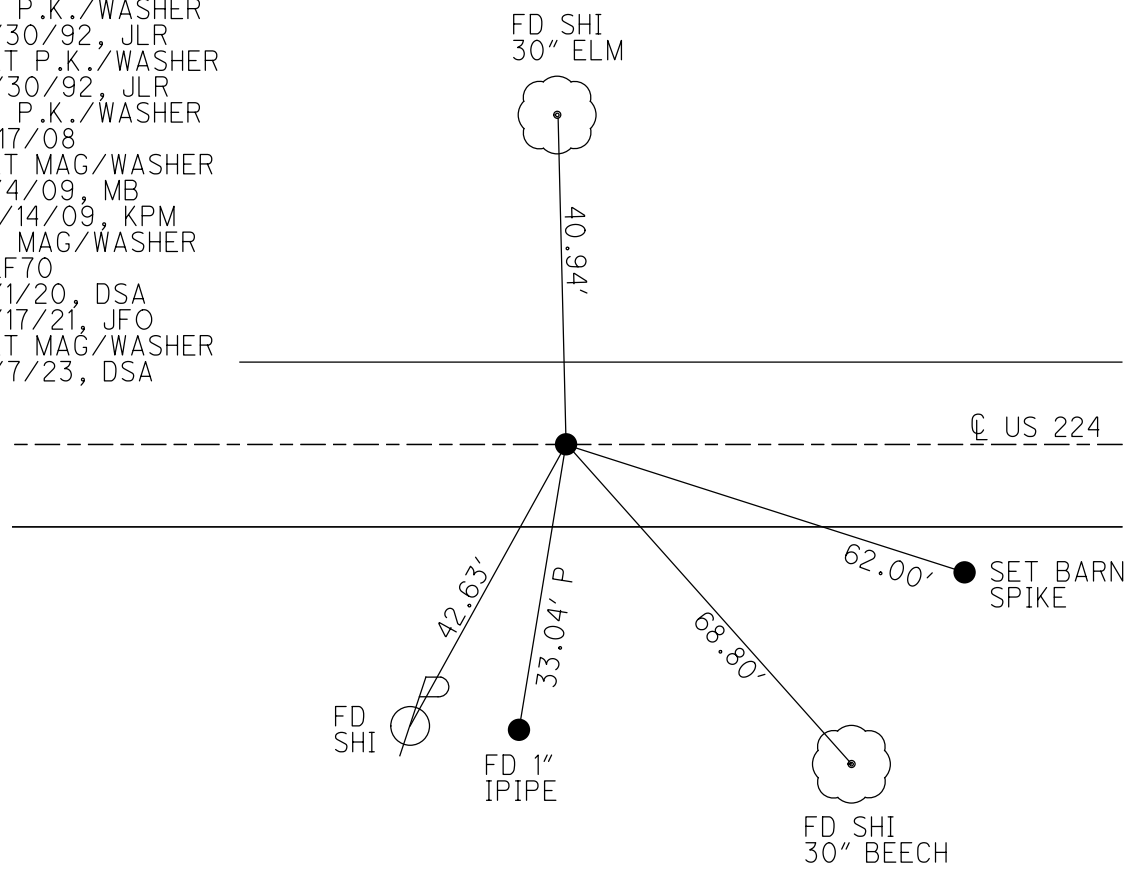 P.K./WASHER
/30/92, JLR
T P.K./WASHER
/30/92, JLR
P.K./WASHER
17/08
T MAG/WASHER
/4/09, MB
/14/09, KPM
MAG/WASHER
F70
/1/20, DSA
/17/21, JFO
T MAG/WASHER
/7/23, DSA
FD SHI
30" ELM
40.94'
℄ US 224
42.63'
33.04' P
68.80'
62.00'
SET BARN
SPIKE
FD
SHI
P
FD 1"
IPIPE
FD SHI
30" BEECH